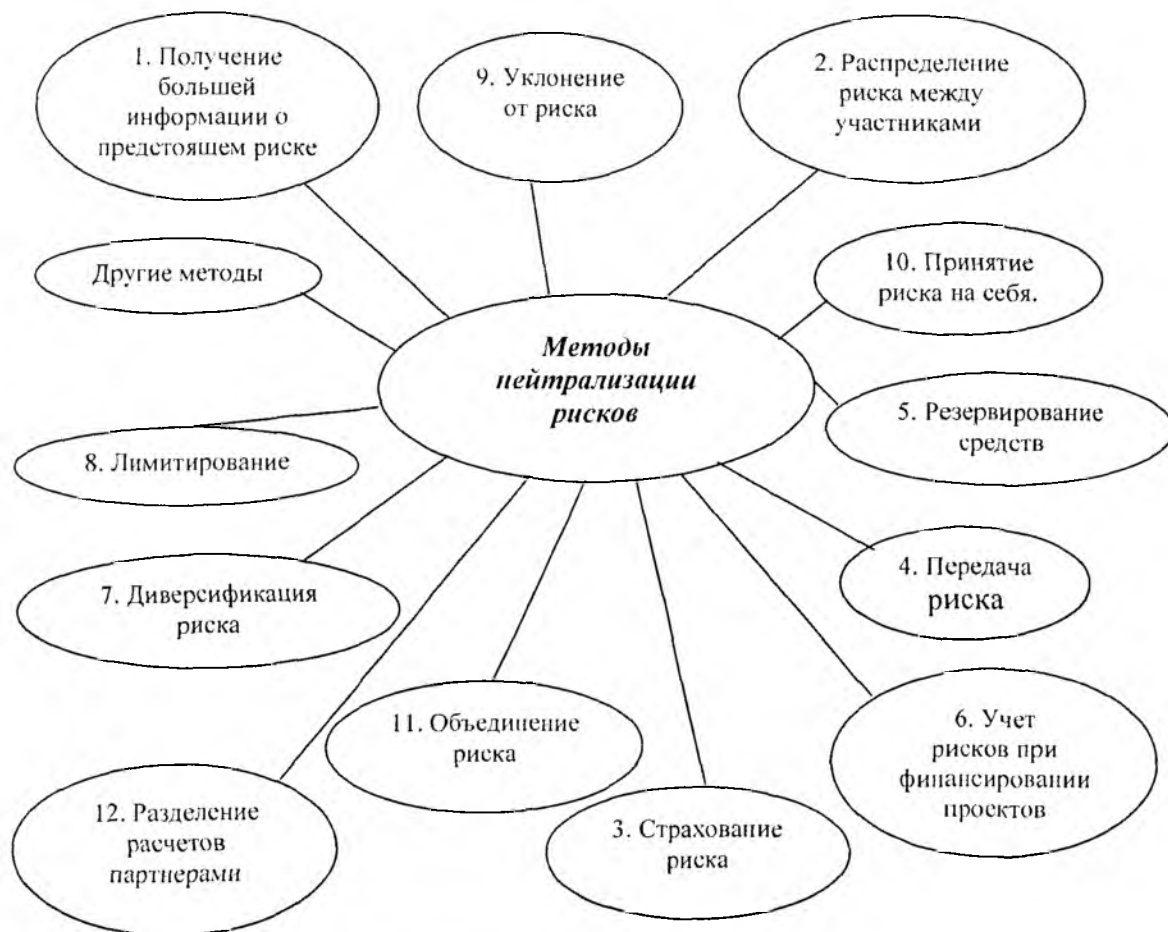 1. Получение
большей
информации о
предстоящем риске
9. Уклонение
от риска
2. Распределение
риска между
участниками
Другие методы
10. Принятие
риска на себя.
Методы
нейтрализации
рисков
5. Резервирование
средств
8. Лимитирование
4. Передача
риска
7. Диверсификация
риска
11. Объединение
риска
6. Учет
рисков при
финансировании
проектов
12. Разделение
расчетов
партнерами
3. Страхование
риска